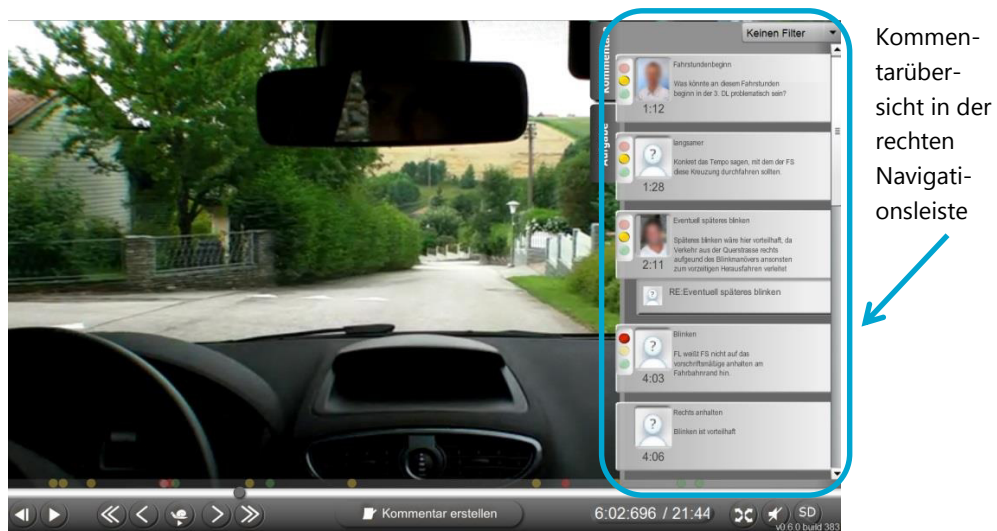 Keinen Filter
Kommentare
Aufgabe
Fahrstundenbeginn
Was könnte an diesem Fahrstunden
beginn in der 3. DL problematisch sein?
1:12
langsamer
Konkret das Tempo sagen, mit dem der FS
diese Kreuzung durchfahren sollten.
1:28
Eventuell späteres blinken
Späteres blinken wäre hier vorteilhaft, da
Verkehr aus der Querstrasse rechts
aufgeund des Blinkmanövers ansonsten
zum vorzeitigen Herausfahren verleitet
2:11
RE:Eventuell späteres blinken
Blinken
FL weißt FS nicht auf das
vorschriftsmäßige anhalten am
Fahrbahnrand hin.
4:03
Rechts anhalten
Blinken ist vorteilhaft
4:06
Kommentar erstellen
6:02:696 / 21:44
SD
v0.6.0 build 383
Kommen-
tarüber-
sicht in der
rechten
Navigati-
onsleiste